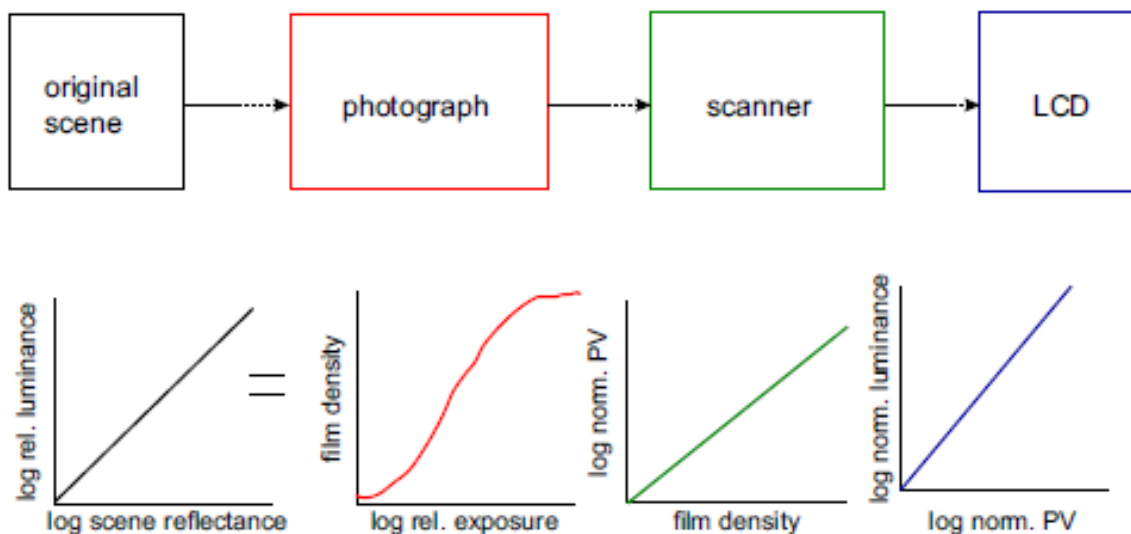 original
scene
photograph
scanner
LCD
log rel. luminance
log scene reflectance
=
film density
log rel. exposure
log norm. PV
film density
log norm. luminance
log norm. PV